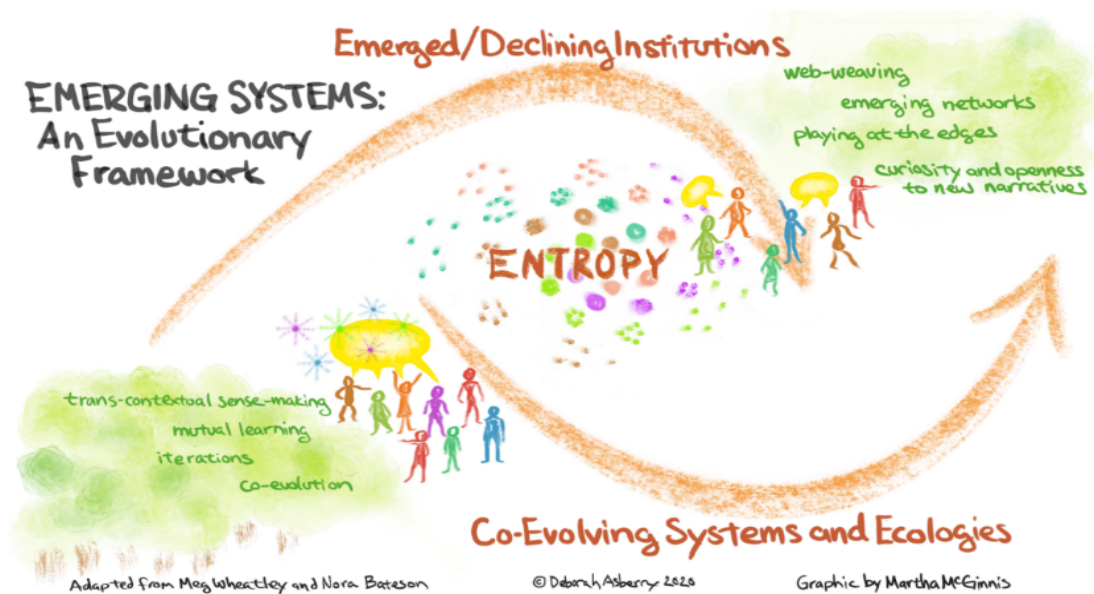 Emerged/Declining Institutions
EMERGING SYSTEMS:
An Evolutionary
Framework
web-weaving
emerging networks
playing at the edges
curiosity and openness
to new narratives
ENTROPY
trans-contextual sense-making
mutual learning
iterations
co-evolution
Co-Evolving Systems and Ecologies
Adapted from Meg Wheatley and Nora Bateson
© Deborah Asberry 2020
Graphic by Martha McGinnis